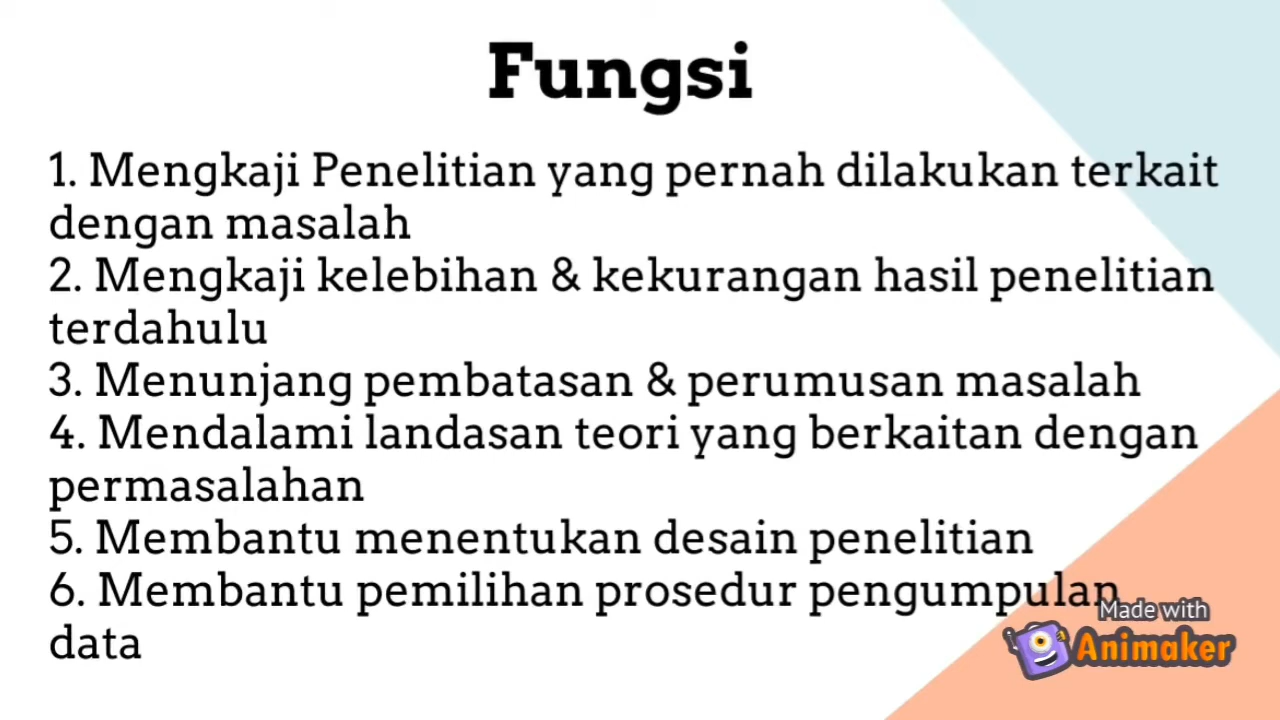 Fungsi
1. Mengkaji Penelitian yang pernah dilakukan terkait
dengan masalah
2. Mengkaji kelebihan & kekurangan hasil penelitian
terdahulu
3. Menunjang pembatasan & perumusan masalah
4. Mendalami landasan teori yang berkaitan dengan
permasalahan
5. Membantu menentukan desain penelitian
6. Membantu pemilihan prosedur pengumpulan
data
Made with
Animaker